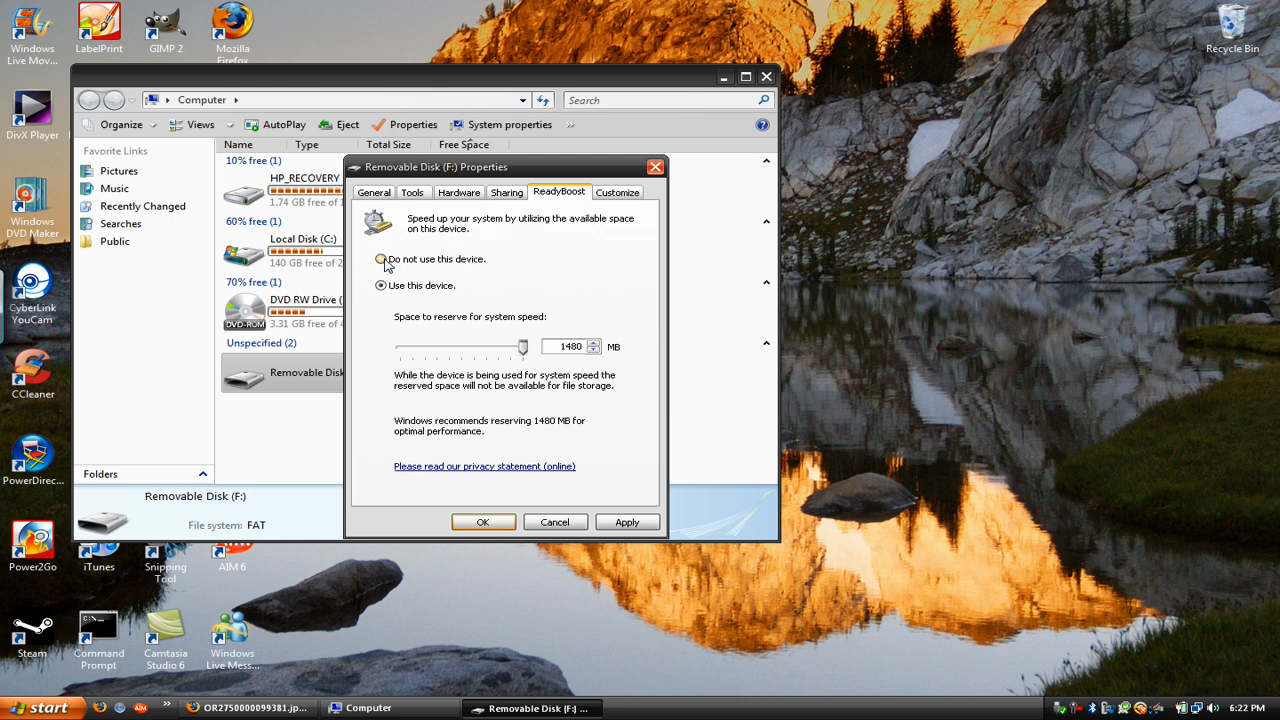 Windows
Live Mov...
LabelPrint
GIMP 2
Mozilla
Firefox
Recycle Bin
DivX Player
Windows
DVD Maker
CyberLink
YouCam
CCleaner
PowerDirec...
Power2Go
iTunes
Snipping
Tool
AIM 6
Steam
Command
Prompt
Camtasia
Studio 6
Windows
Live Mess...
Computer
Search
Organize
Views
AutoPlay
Eject
Properties
System properties
»
Favorite Links
Pictures
Music
Recently Changed
Searches
Public
Folders
Name
Type
Total Size
Free Space
10% free (1)
HP_RECOVERY
1.74 GB free of 1
60% free (1)
Local Disk (C:)
140 GB free of 2
70% free (1)
DVD RW Drive (
DVD-ROM
3.31 GB free of 4
Unspecified (2)
Removable Disk
Removable Disk (F:)
File system: FAT
Removable Disk (F:) Properties
General
Tools
Hardware
Sharing
ReadyBoost
Customize
Speed up your system by utilizing the available space
on this device.
Do not use this device.
Use this device.
Space to reserve for system speed:
1480 MB
While the device is being used for system speed the
reserved space will not be available for file storage.
Windows recommends reserving 1480 MB for
optimal performance.
Please read our privacy statement (online)
OK
Cancel
Apply
start
»
OR2750000099381.jp...
Computer
Removable Disk (F:) ...
6:22 PM